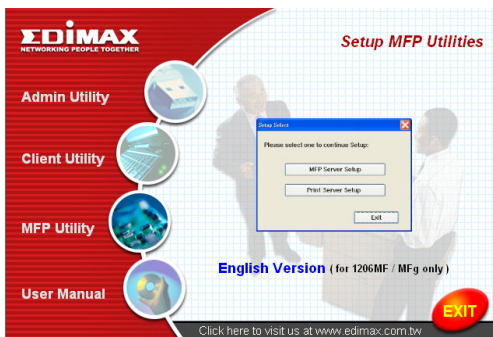 EDIMAX
NETWORKING PEOPLE TOGETHER
Setup MFP Utilities
Admin Utility
Client Utility
MFP Utility
User Manual
Setup Select
Please select one to continue Setup:
MFP Server Setup
Print Server Setup
Exit
English Version ( for 1206MF / MFg only )
EXIT
Click here to visit us at www.edimax.com.tw